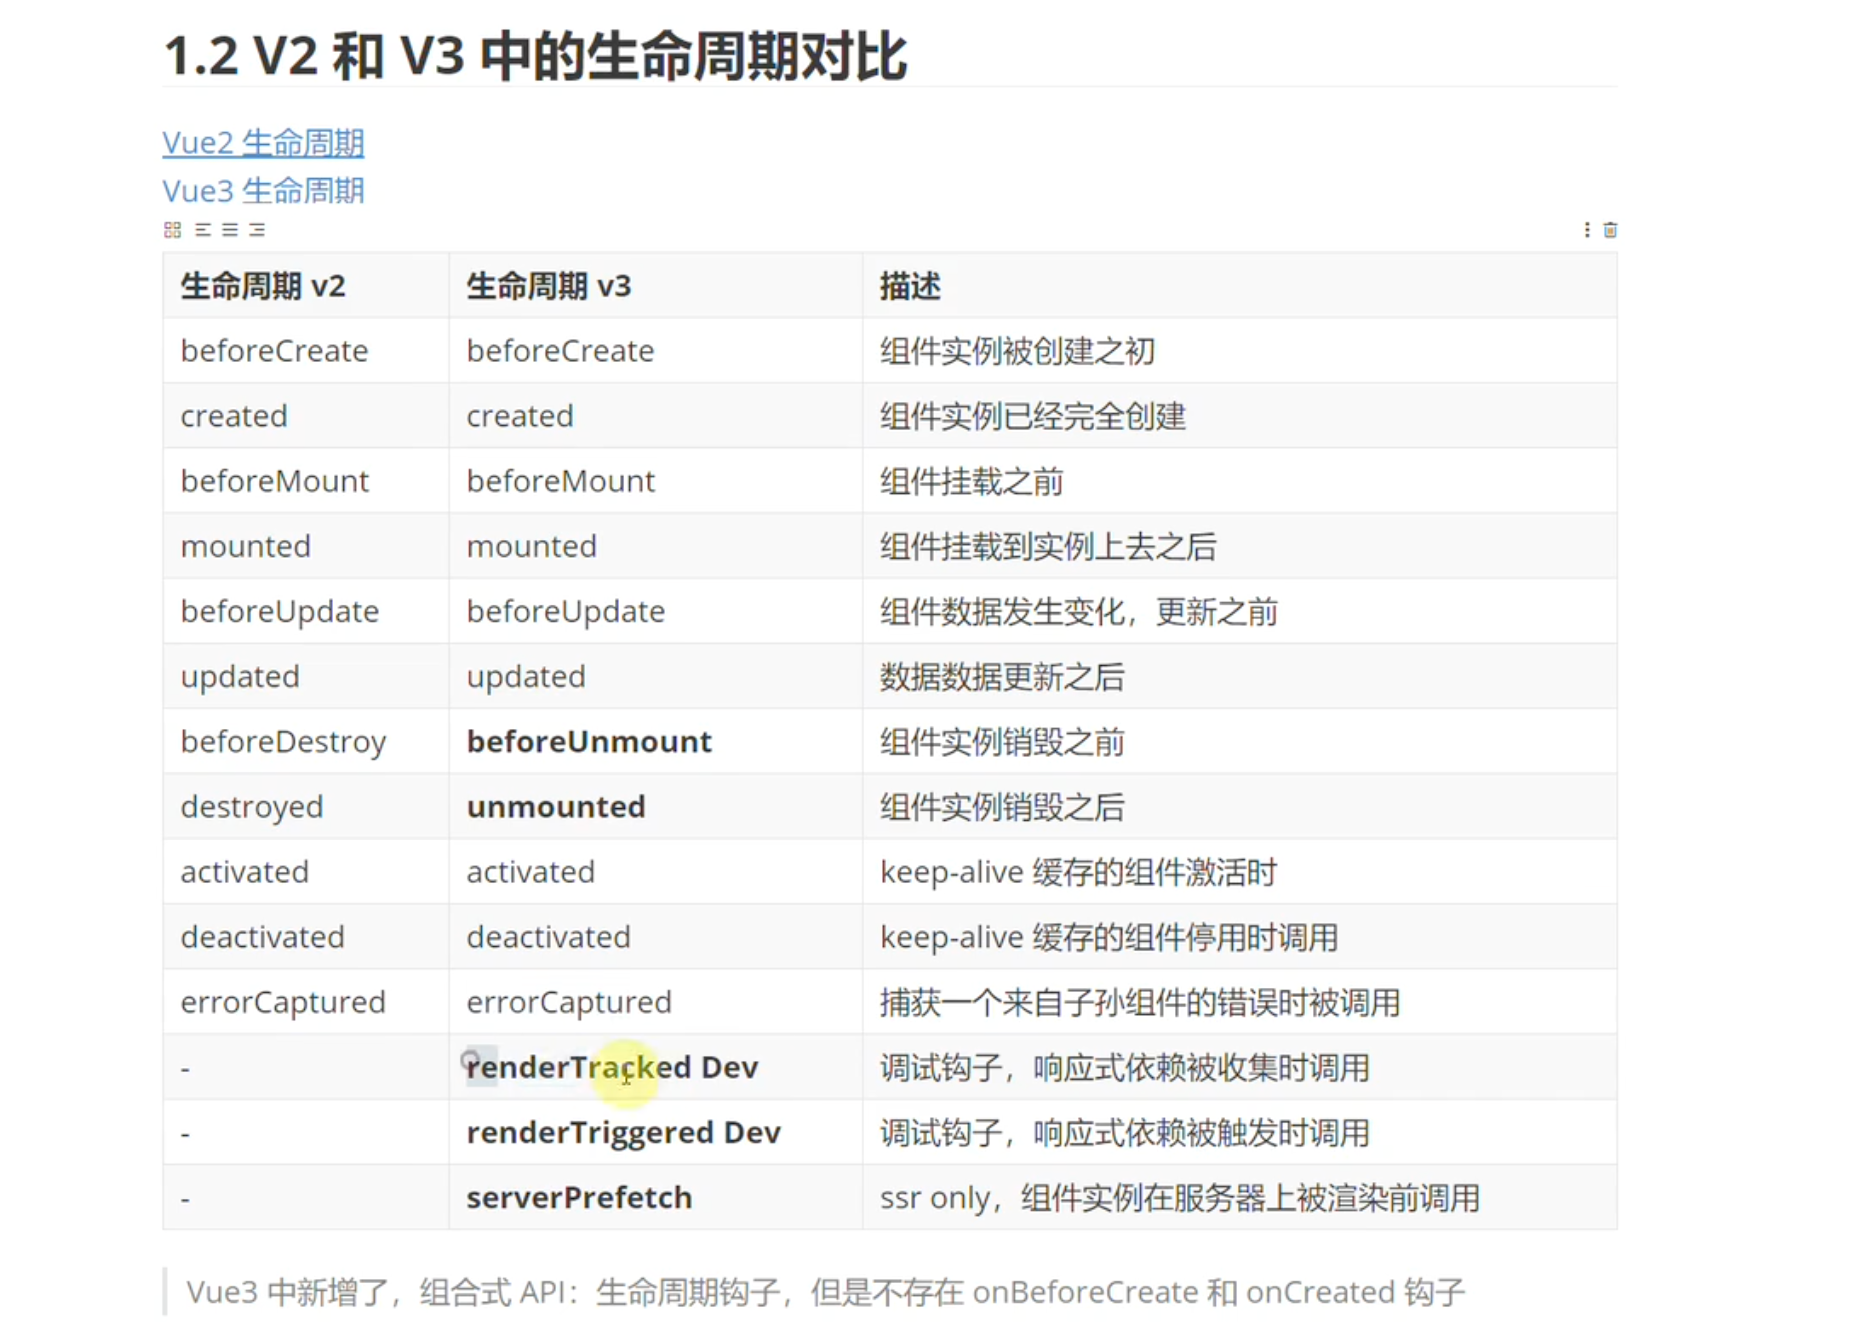 1.2 V2 和 V3 中的生命周期对比
Vue2 生命周期
Vue3 生命周期
生命周期 v2 生命周期 v3 描述
beforeCreate beforeCreate 组件实例被创建之初
created created 组件实例已经完全创建
beforeMount beforeMount 组件挂载之前
mounted mounted 组件挂载到实例上去之后
beforeUpdate beforeUpdate 组件数据发生变化，更新之前
updated updated 数据数据更新之后
beforeDestroy beforeUnmount 组件实例销毁之前
destroyed unmounted 组件实例销毁之后
activated activated keep-alive 缓存的组件激活时
deactivated deactivated keep-alive 缓存的组件停用时调用
errorCaptured errorCaptured 捕获一个来自子孙组件的错误时被调用
- renderTracked Dev 调试钩子，响应式依赖被收集时调用
- renderTriggered Dev 调试钩子，响应式依赖被触发时调用
- serverPrefetch ssr only，组件实例在服务器上被渲染前调用
Vue3 中新增了，组合式 API：生命周期钩子，但是不存在 onBeforeCreate 和 onCreated 钩子